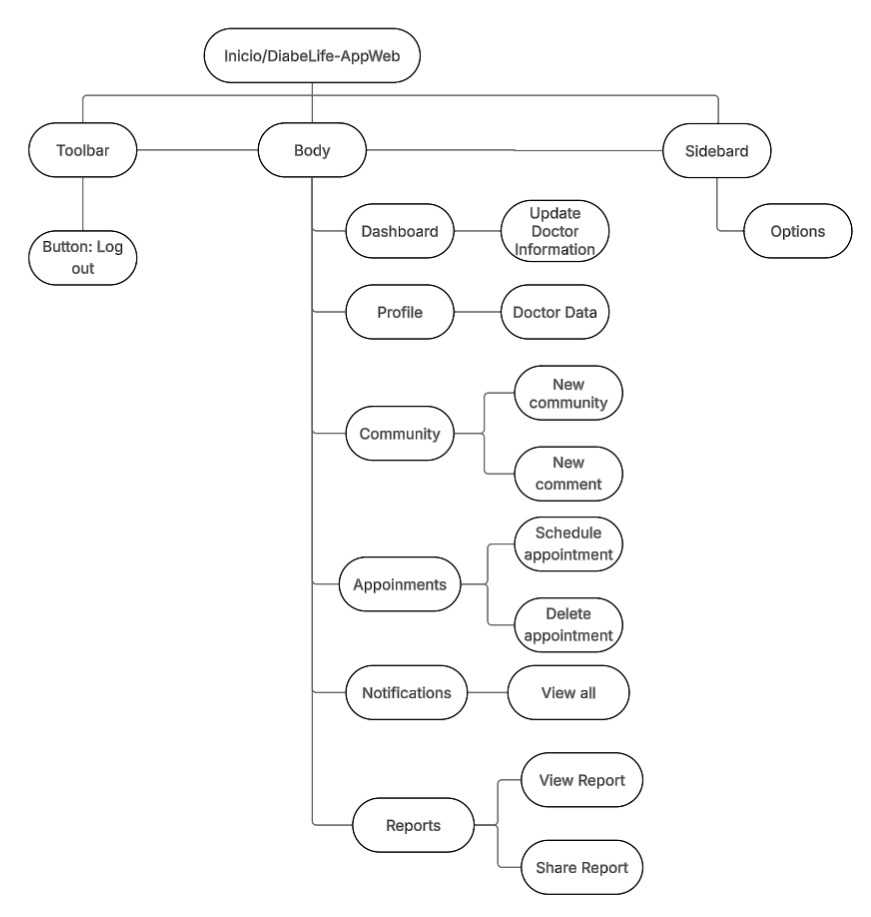 Inicio/DiabeLife-AppWeb
Toolbar
Body
Sidebard
Button: Log
out
Dashboard
Update
Doctor
Information
Options
Profile
Doctor Data
Community
New
community
New
comment
Appoinments
Schedule
appointment
Delete
appointment
Notifications
View all
Reports
View Report
Share Report